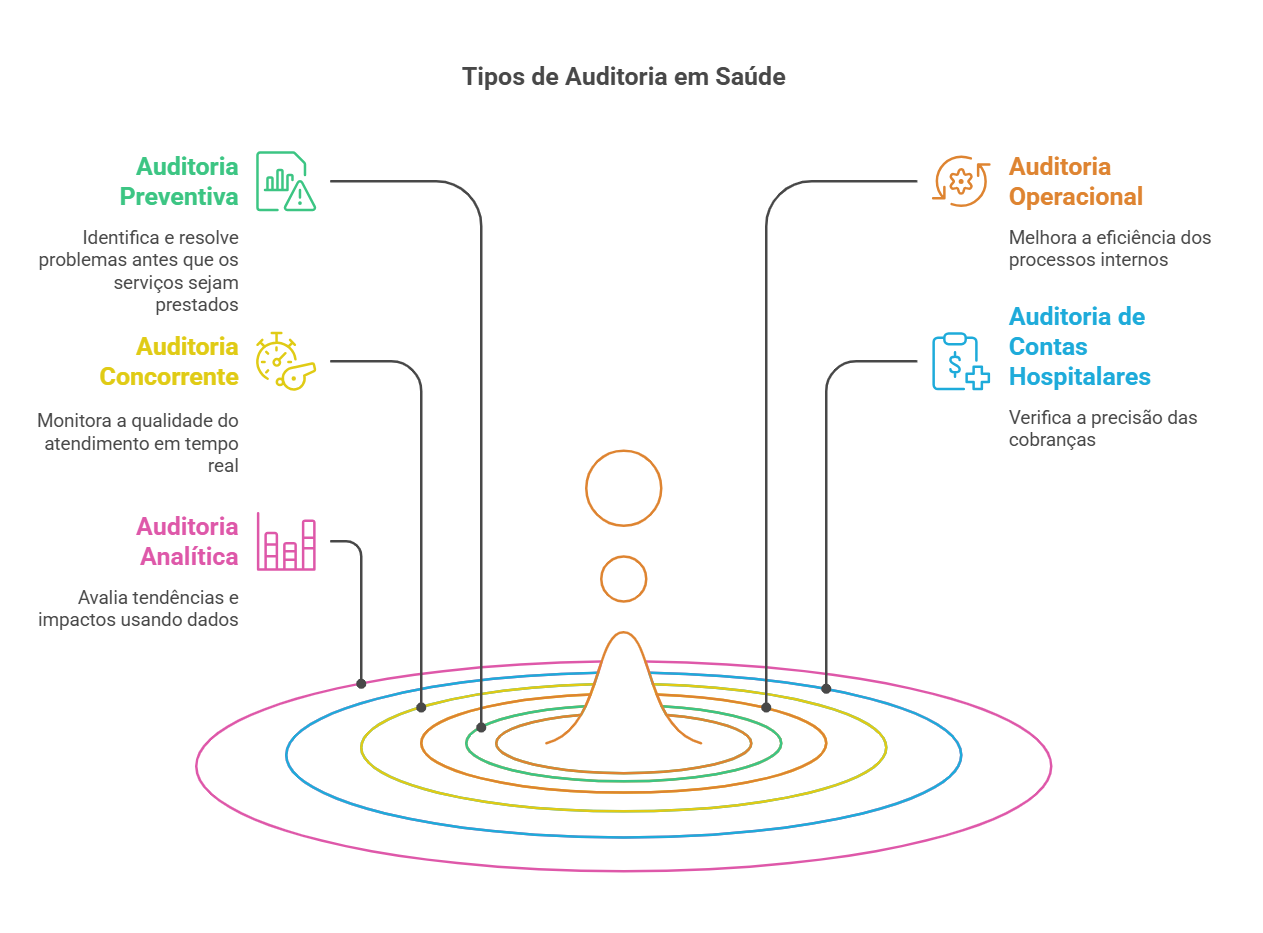 Tipos de Auditoria em Saúde
Auditoria
Preventiva
Identifica e resolve
problemas antes que os
serviços sejam
prestados
Auditoria
Concorrente
Monitora a qualidade do
atendimento em tempo
real
Auditoria
Analítica
Avalia tendências e
impactos usando dados
Auditoria
Operacional
Melhora a eficiência dos
processos internos
Auditoria de
Contas
Hospitalares
Verifica a precisão das
cobranças